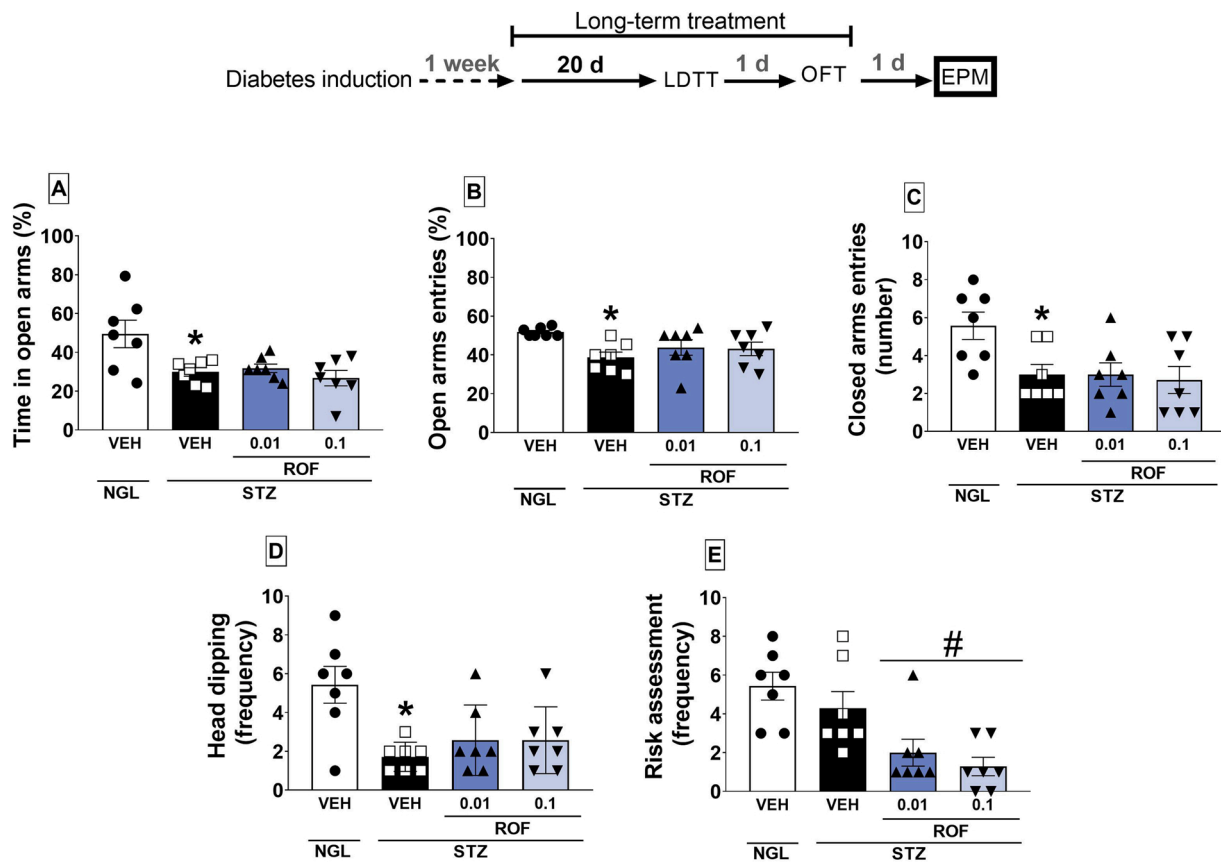 Long-term treatment
Diabetes induction 1 week 20 d LDTT 1 d OFT 1 d EPM
A
Time in open arms (%)
100
80
60
40
20
0
*
VEH VEH 0.01 0.1
ROF
NGL STZ
B
Open arms entries (%)
100
80
60
40
20
0
*
VEH VEH 0.01 0.1
ROF
NGL STZ
C
Closed arms entries
(number)
10
8
6
4
2
0
*
VEH VEH 0.01 0.1
ROF
NGL STZ
D
Head dipping
(frequency)
10
8
6
4
2
0
*
VEH VEH 0.01 0.1
ROF
NGL STZ
E
Risk assessment
(frequency)
10
8
6
4
2
0
#
VEH VEH 0.01 0.1
ROF
NGL STZ